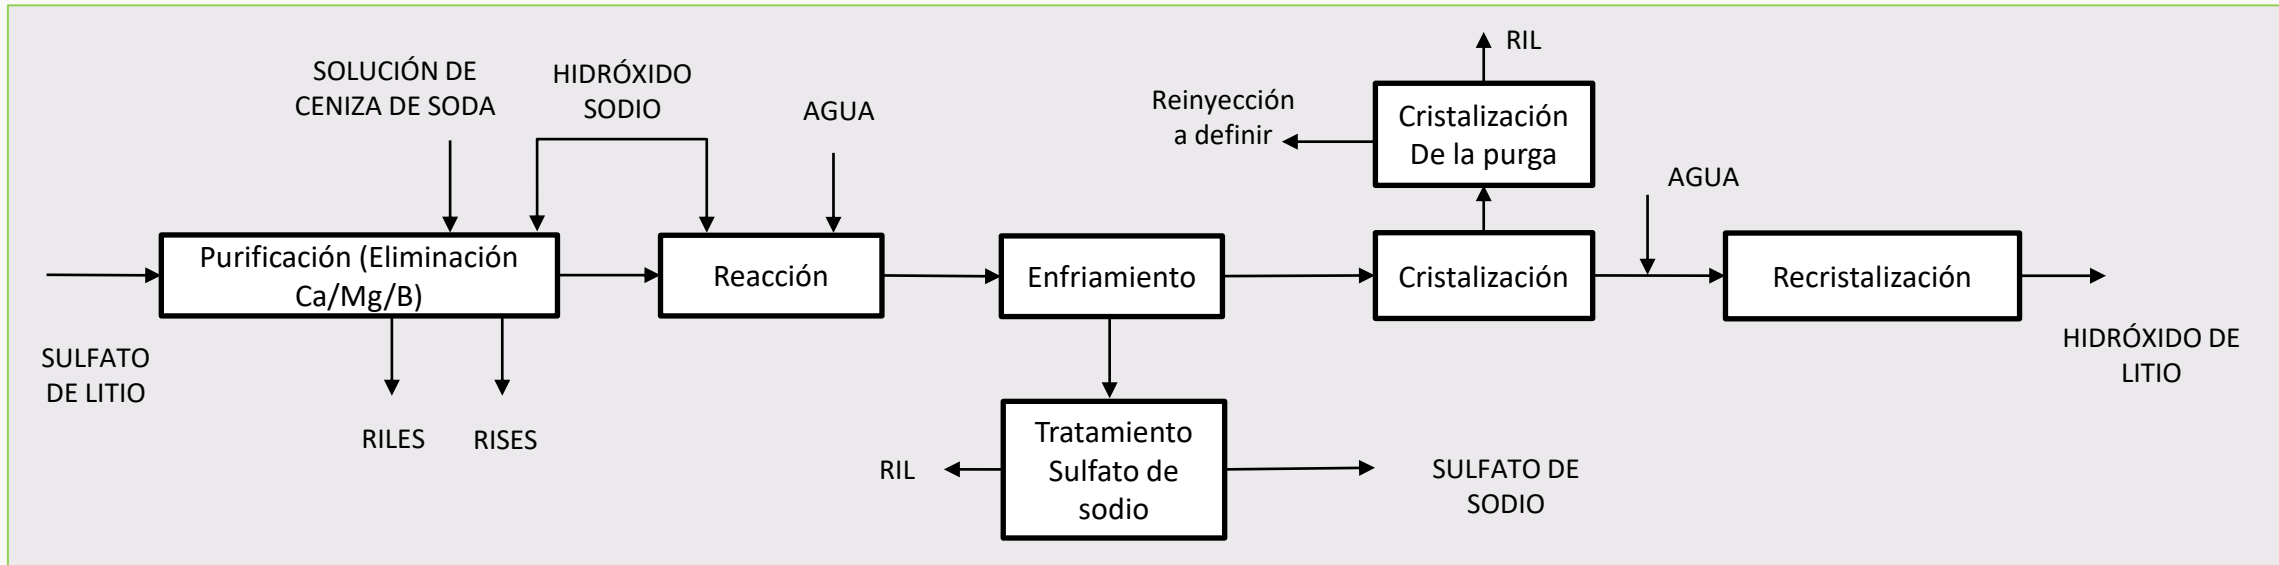 SOLUCIÓN DE
CENIZA DE SODA
HIDRÓXIDO
SODIO
AGUA
RIL
Reinyección
a definir
Cristalización
De la purga
AGUA
Purificación (Eliminación
Ca/Mg/B)
Reacción
Enfriamiento
Cristalización
Recristalización
SULFATO
DE LITIO
HIDRÓXIDO DE
LITIO
RILES
RISES
Tratamiento
Sulfato de
sodio
RIL
SULFATO DE
SODIO